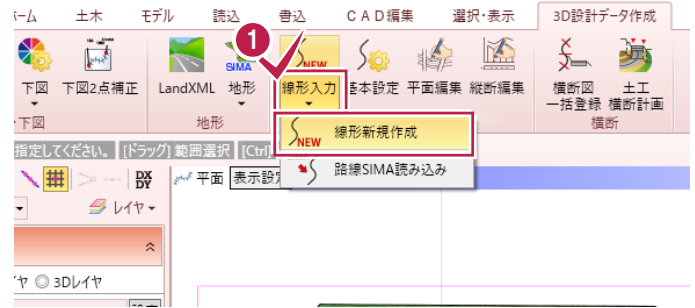 ーム 土木 モデル 読込 書込 ＣＡＤ編集 選択･表示 3D設計データ作成
1
SIMA NEW
下図 下図2点補正 LandXML 地形 線形入力 基本設定 平面編集 縦断編集 横断図 土工
一括登録 横断計画
下図 地形 横断
NEW 線形新規作成
指定してください。 [ドラッグ] 範囲選択 [Ctrl]
路線SIMA読み込み
DX
DY
平面 表示設
レイヤ
イヤ 3Dレイヤ